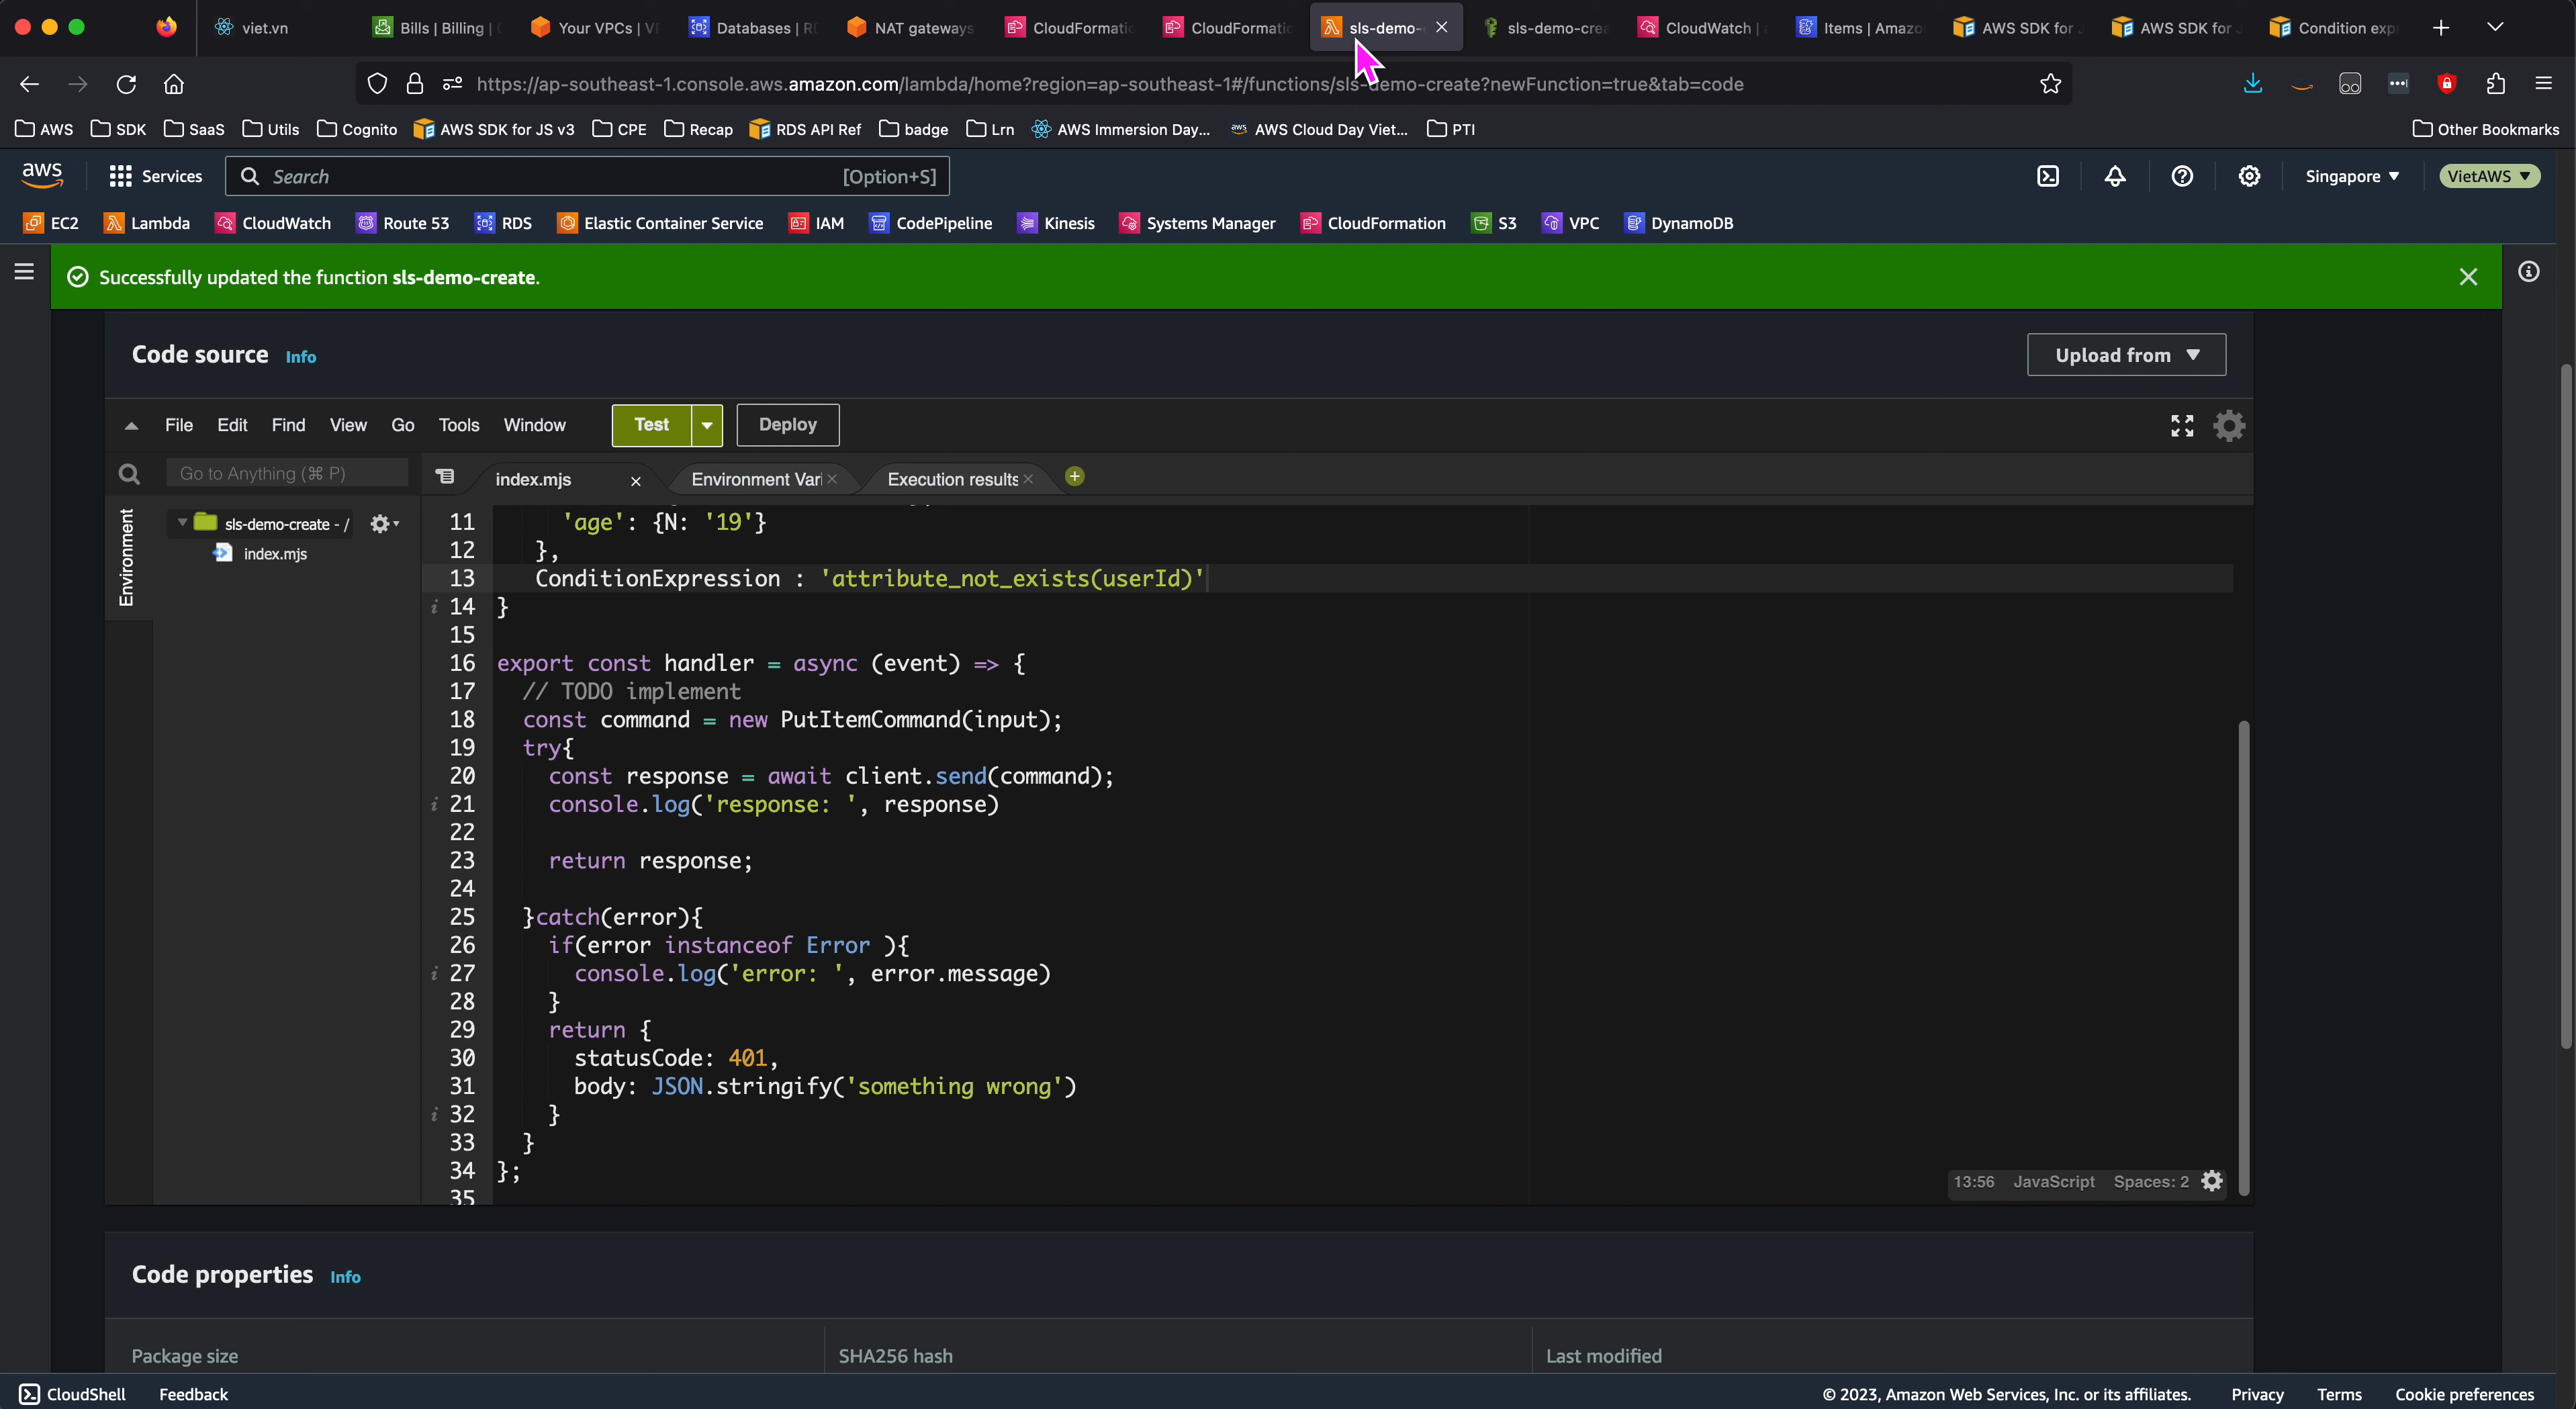 viet.vn
Bills | Billing |
Your VPCs | V
Databases | R
NAT gateways
CloudFormati
CloudFormati
sls-demo-
sls-demo-crea
CloudWatch |
Items | Amazo
AWS SDK for
AWS SDK for
Condition exp
https://ap-southeast-1.console.aws.amazon.com/lambda/home?region=ap-southeast-1#/functions/sls-demo-create?newFunction=true&tab=code
AWS SDK SaaS Utils Cognito AWS SDK for JS v3 CPE Recap RDS API Ref badge Lrn AWS Immersion Day... AWS Cloud Day Viet... PTI Other Bookmarks
aws Services Search [Option+S] Singapore VietAWS
EC2 Lambda CloudWatch Route 53 RDS Elastic Container Service IAM CodePipeline Kinesis Systems Manager CloudFormation S3 VPC DynamoDB
Successfully updated the function sls-demo-create.
Code source Info Upload from
File Edit Find View Go Tools Window Test Deploy
Go to Anything (⌘ P) index.mjs Environment Vari Execution results
Environment
sls-demo-create - /
index.mjs
11 'age': {N: '19'}
12 },
13 ConditionExpression : 'attribute_not_exists(userId)'
14 }
15
16 export const handler = async (event) => {
17 // TODO implement
18 const command = new PutItemCommand(input);
19 try{
20 const response = await client.send(command);
21 console.log('response: ', response)
22
23 return response;
24
25 }catch(error){
26 if(error instanceof Error ){
27 console.log('error: ', error.message)
28 }
29 return {
30 statusCode: 401,
31 body: JSON.stringify('something wrong')
32 }
33 }
34 };
35
13:56 JavaScript Spaces: 2
Code properties Info
Package size SHA256 hash Last modified
CloudShell Feedback © 2023, Amazon Web Services, Inc. or its affiliates. Privacy Terms Cookie preferences